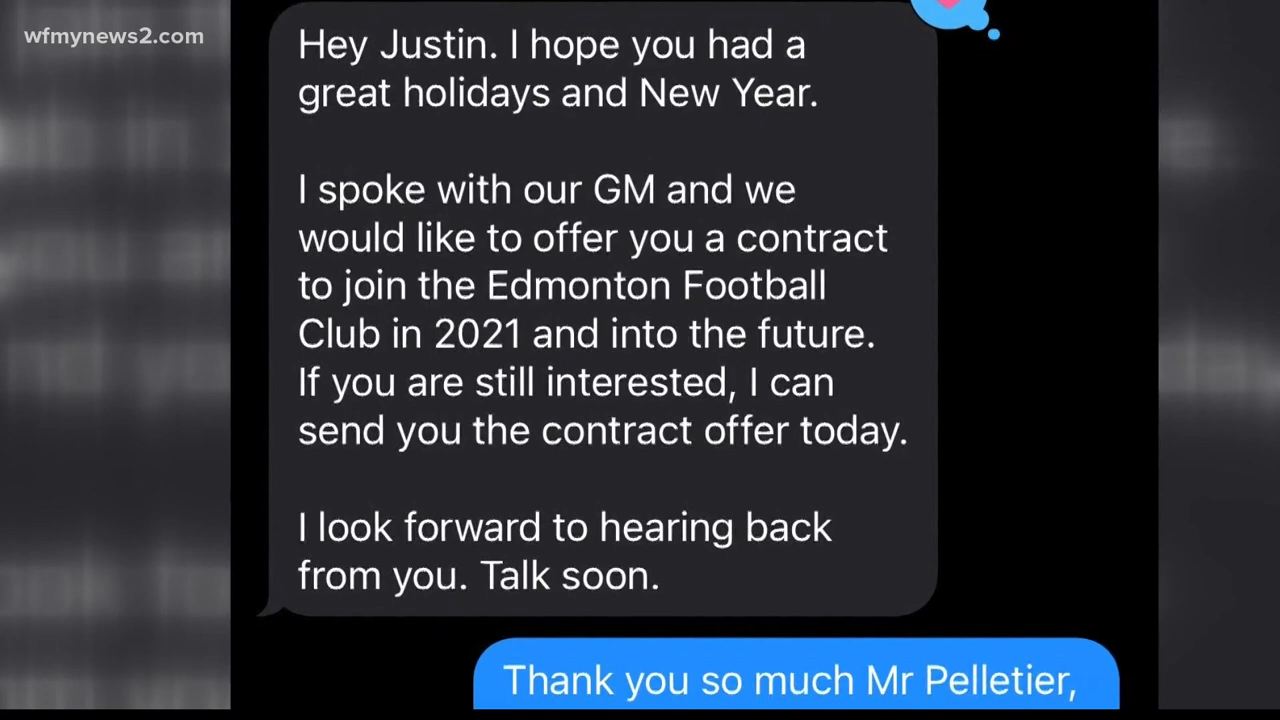 wfmynews2.com
Hey Justin. I hope you had a
great holidays and New Year.
I spoke with our GM and we
would like to offer you a contract
to join the Edmonton Football
Club in 2021 and into the future.
If you are still interested, I can
send you the contract offer today.
I look forward to hearing back
from you. Talk soon.
Thank you so much Mr Pelletier,